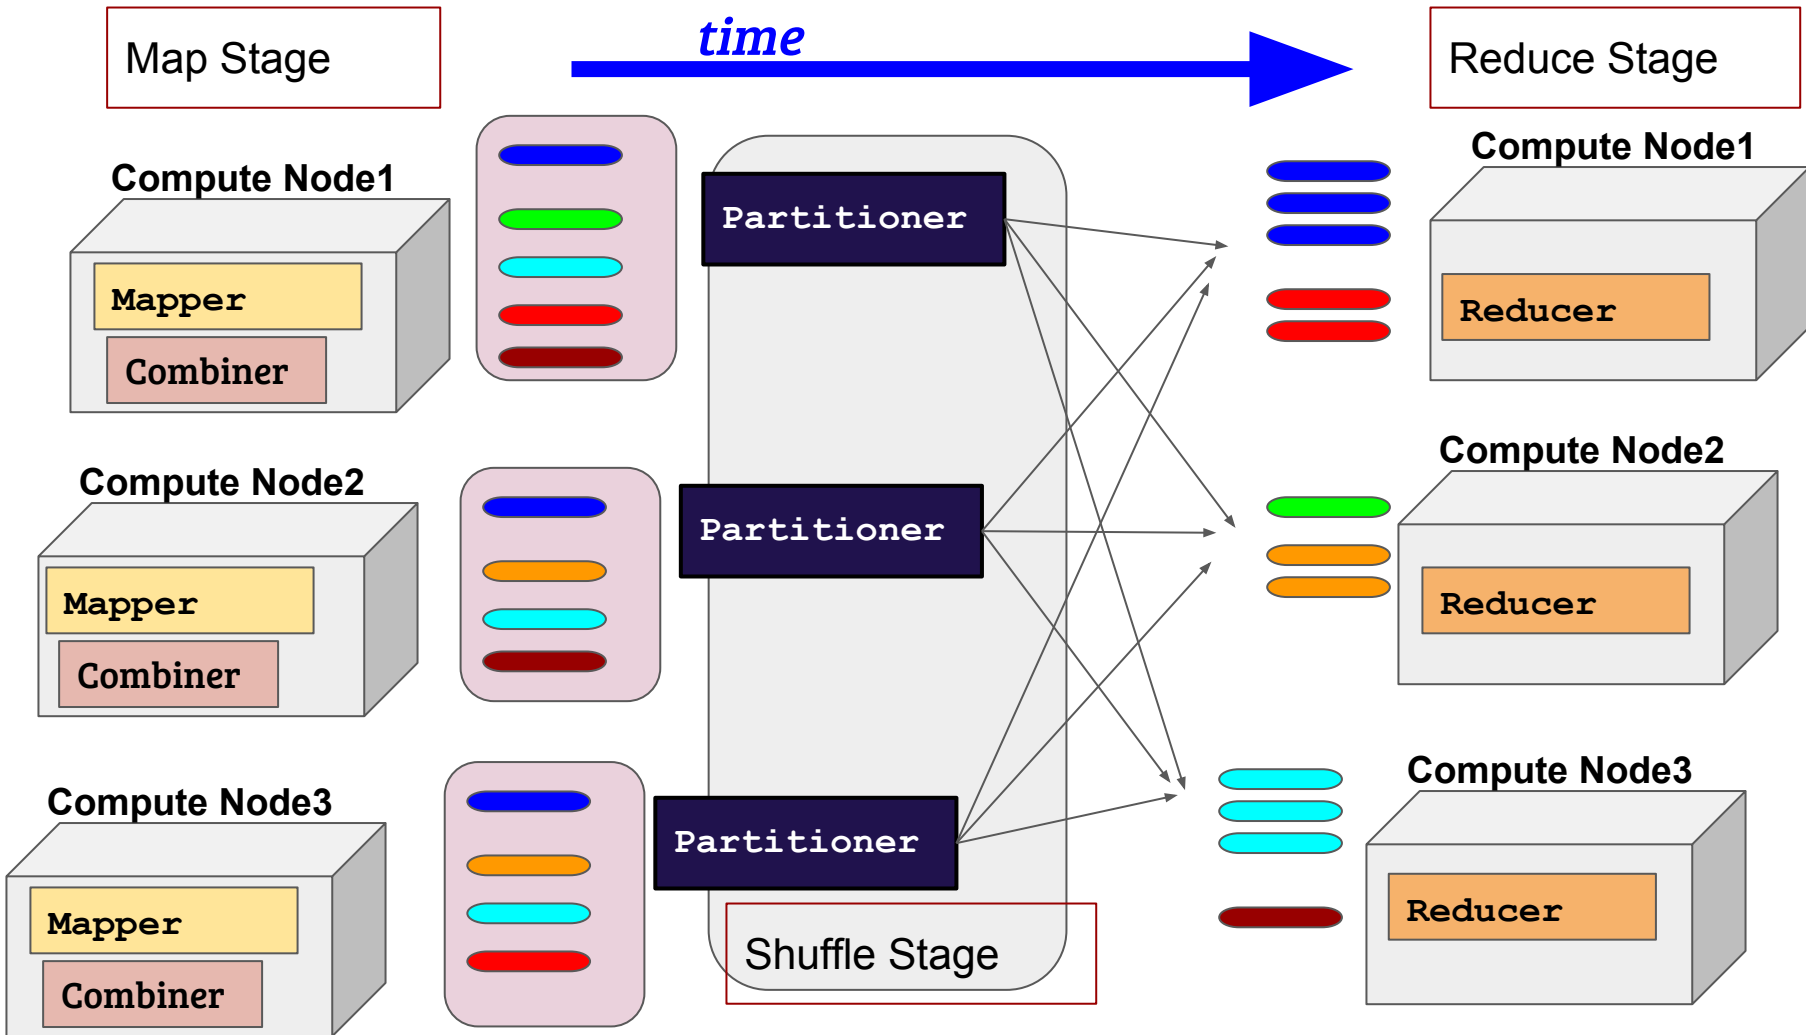 Map Stage
time
Reduce Stage
Compute Node1
Mapper
Combiner
Partitioner
Compute Node1
Reducer
Compute Node2
Mapper
Combiner
Partitioner
Compute Node2
Reducer
Compute Node3
Mapper
Combiner
Partitioner
Shuffle Stage
Compute Node3
Reducer